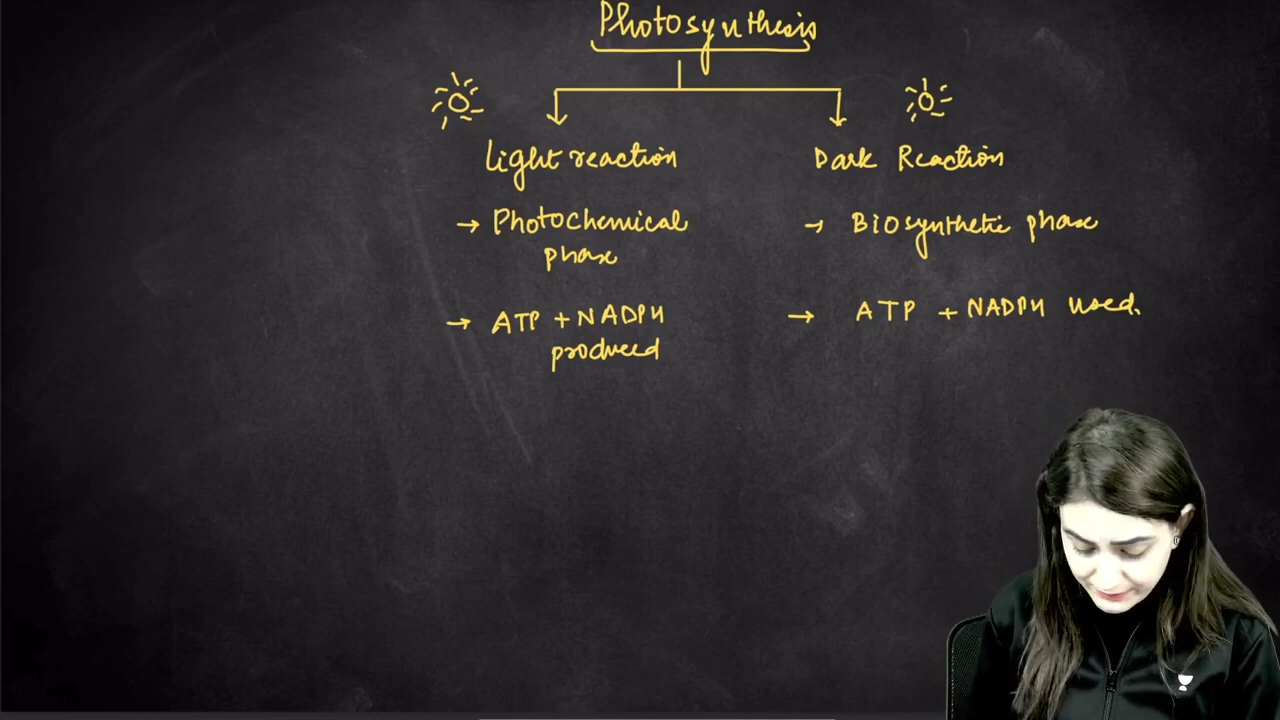 Photosynthesis
Light reaction
Dark Reaction
→ Photochemical
phase
→ Biosynthetic phase
→ ATP + NADPH
produced
→ ATP + NADPH used.